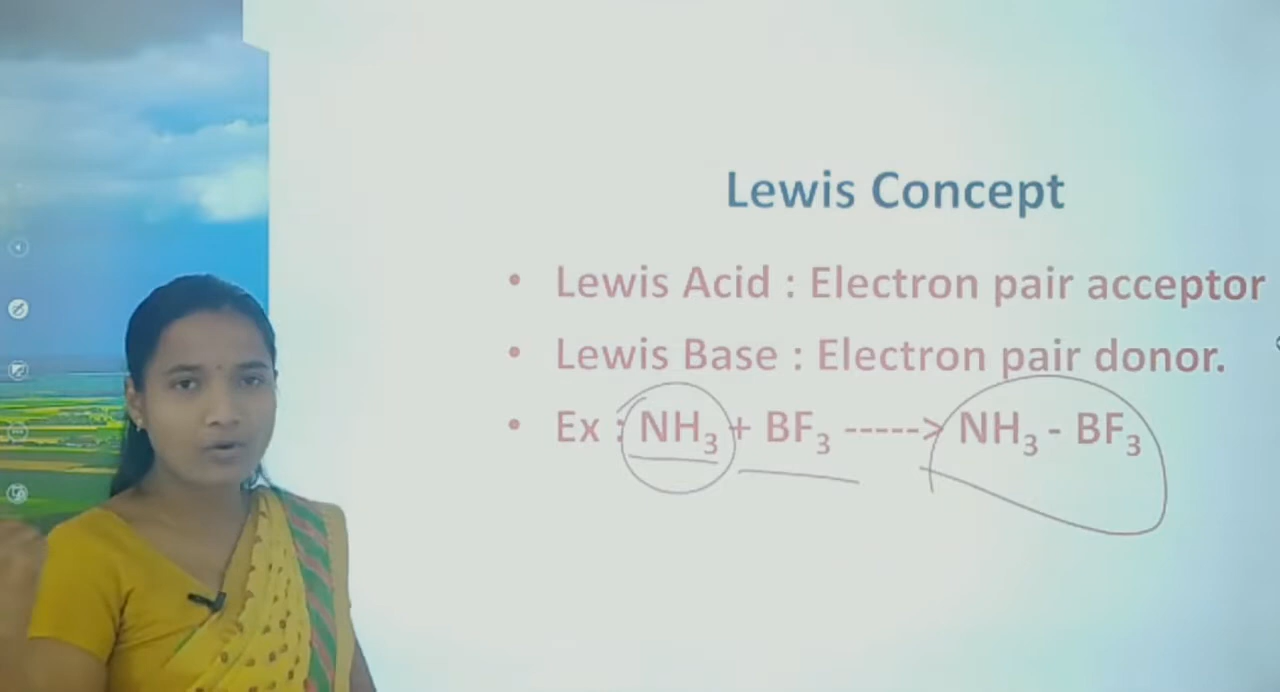 Lewis Concept
• Lewis Acid : Electron pair acceptor
• Lewis Base : Electron pair donor.
• Ex : NH₃ + BF₃ -----> NH₃ - BF₃